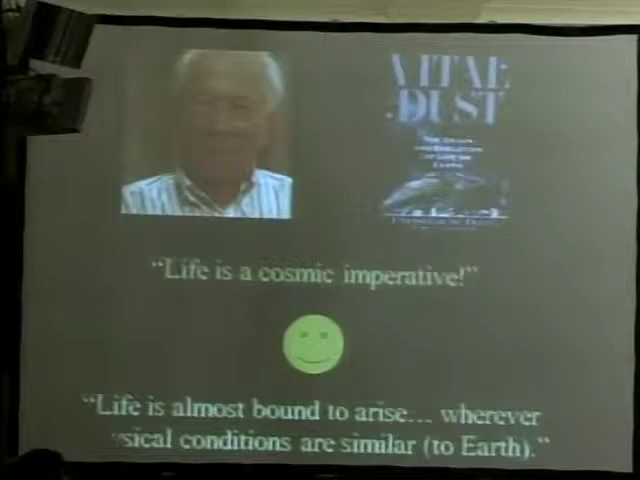 VITAL
DUST
"Life is a cosmic imperative!"
"Life is almost bound to arise... wherever
sical conditions are similar (to Earth)."